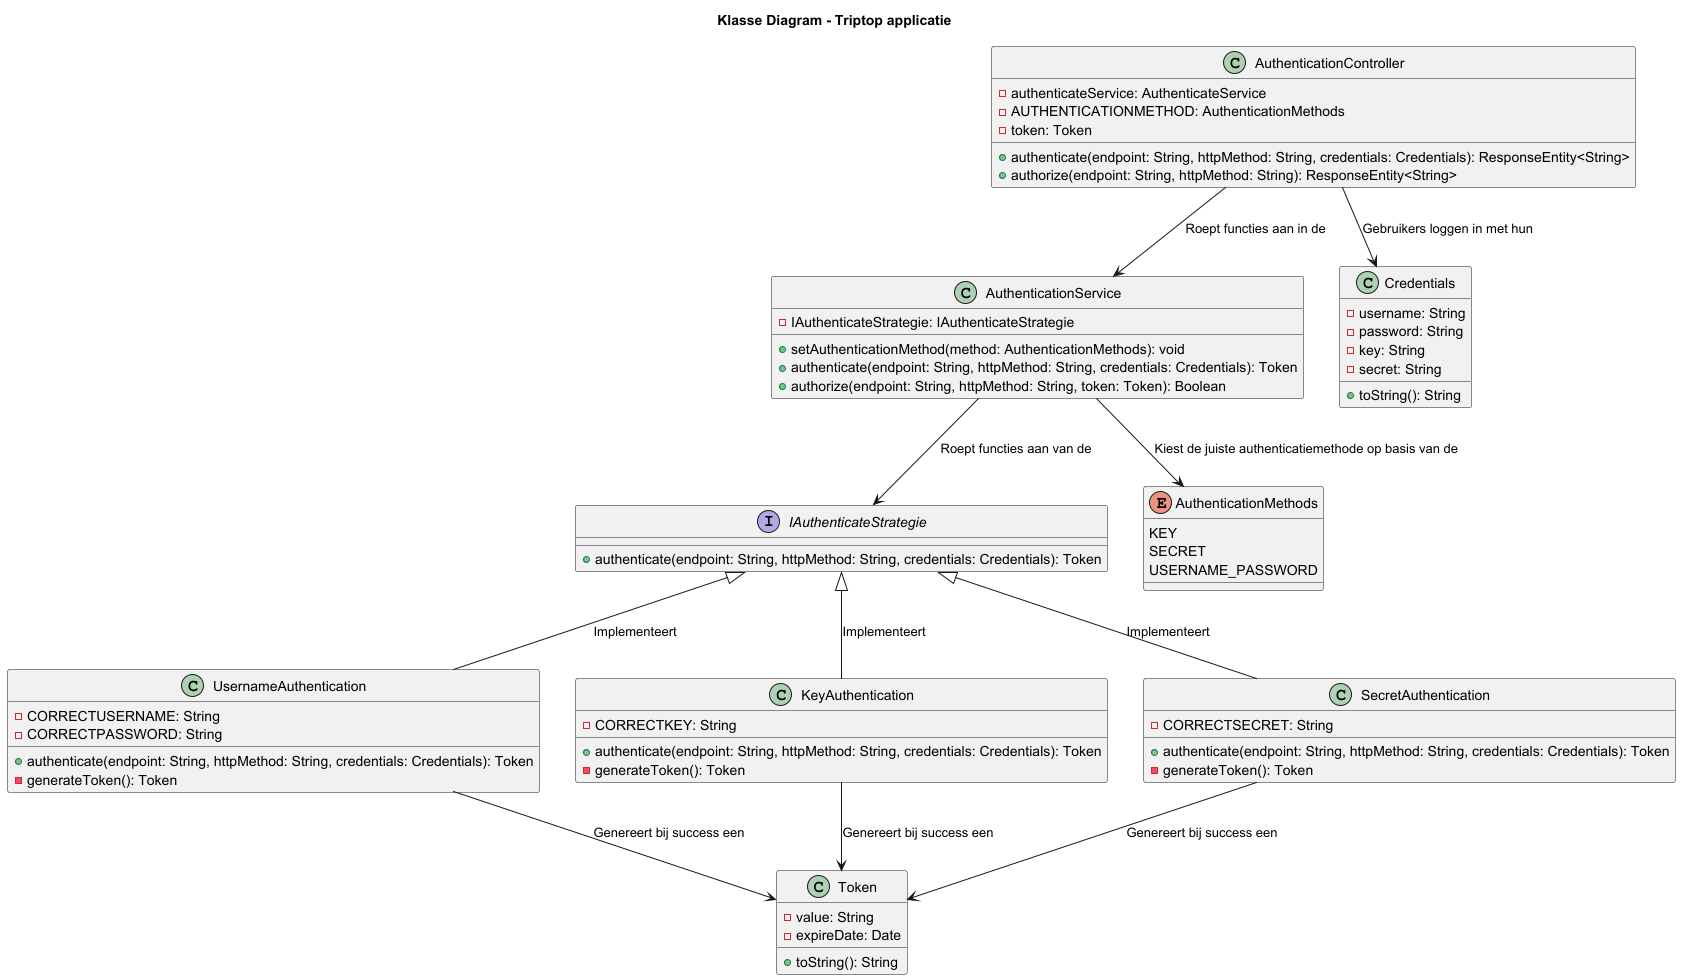 Klasse Diagram - Triptop applicatie
C AuthenticationController
authenticateService: AuthenticateService
AUTHENTICATIONMETHOD: AuthenticationMethods
token: Token
authenticate(endpoint: String, httpMethod: String, credentials: Credentials): ResponseEntity<String>
authorize(endpoint: String, httpMethod: String): ResponseEntity<String>
Roept functies aan in de
Gebruikers loggen in met hun
C AuthenticationService
IAuthenticateStrategie: IAuthenticateStrategie
setAuthenticationMethod(method: AuthenticationMethods): void
authenticate(endpoint: String, httpMethod: String, credentials: Credentials): Token
authorize(endpoint: String, httpMethod: String, token: Token): Boolean
C Credentials
username: String
password: String
key: String
secret: String
toString(): String
Roept functies aan van de
Kiest de juiste authenticatiemethode op basis van de
I IAuthenticateStrategie
authenticate(endpoint: String, httpMethod: String, credentials: Credentials): Token
E AuthenticationMethods
KEY
SECRET
USERNAME_PASSWORD
Implementeert
Implementeert
Implementeert
C UsernameAuthentication
CORRECTUSERNAME: String
CORRECTPASSWORD: String
authenticate(endpoint: String, httpMethod: String, credentials: Credentials): Token
generateToken(): Token
C KeyAuthentication
CORRECTKEY: String
authenticate(endpoint: String, httpMethod: String, credentials: Credentials): Token
generateToken(): Token
C SecretAuthentication
CORRECTSECRET: String
authenticate(endpoint: String, httpMethod: String, credentials: Credentials): Token
generateToken(): Token
Genereert bij success een
Genereert bij success een
Genereert bij success een
C Token
value: String
expireDate: Date
toString(): String